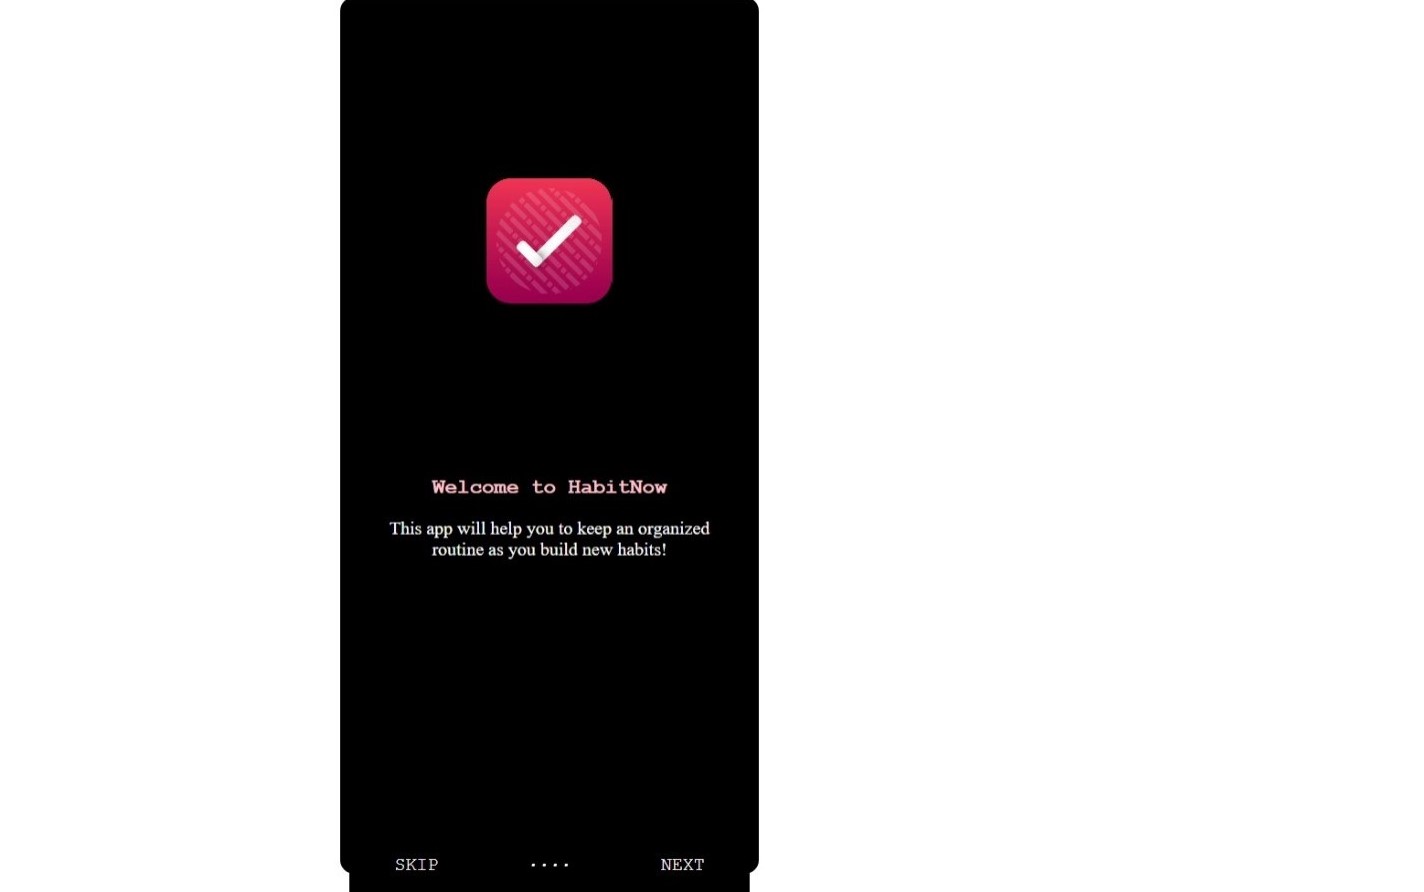 Welcome to HabitNow
This app will help you to keep an organized
routine as you build new habits!
SKIP .... NEXT